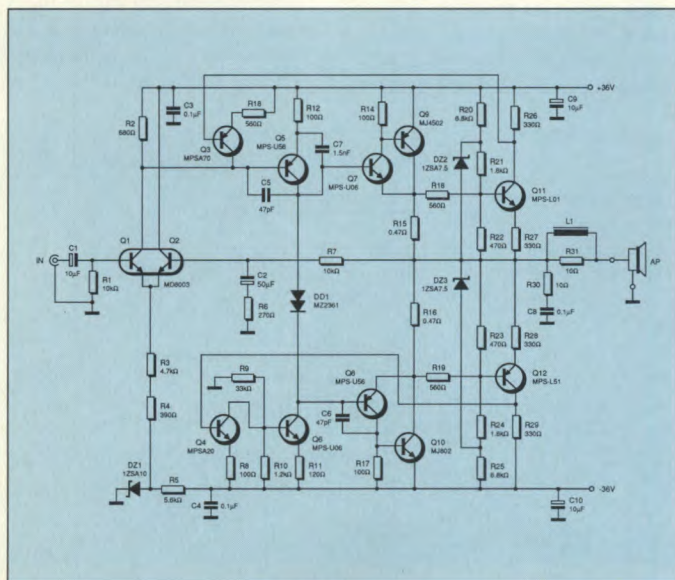 C3
0.1µF
R18
560Ω
R12
100Ω
R14
100Ω
Q9
MJ4502
R20
6.8kΩ
R26
330Ω
C9
10µF
+36V
R2
680Ω
Q3
MPSA70
Q5
MPS-U56
C7
1.5nF
Q7
MPS-U06
DZ2
1ZSA7.5
R21
1.8kΩ
C5
47pF
R18
560Ω
Q11
MPS-L01
R15
0.47Ω
R22
470Ω
R27
330Ω
L1
IN
C1
10µF
Q1
Q2
MD8003
R7
10kΩ
R31
10Ω
AP
R1
10kΩ
C2
50µF
R6
270Ω
DD1
MZ2361
DZ3
1ZSA7.5
R30
10Ω
C8
0.1µF
R16
0.47Ω
R3
4.7kΩ
R9
33kΩ
Q8
MPS-U56
R23
470Ω
R28
330Ω
R19
560Ω
Q12
MPS-L51
R4
390Ω
Q4
MPSA20
Q6
MPS-U06
C6
47pF
Q10
MJ802
R24
1.8kΩ
R29
330Ω
DZ1
1ZSA10
R5
5.6kΩ
R8
100Ω
R10
1.2kΩ
R11
120Ω
R17
100Ω
R25
6.8kΩ
C4
0.1µF
C10
10µF
-36V